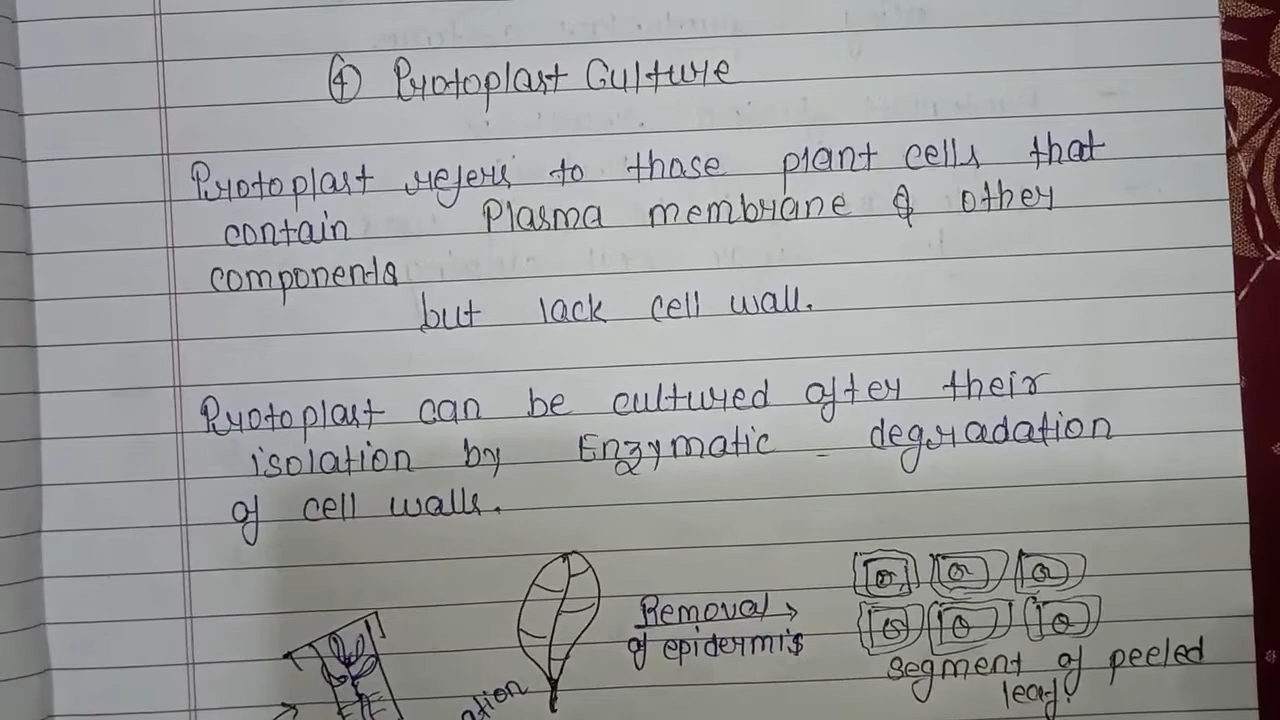 ④ Protoplast Culture
Protoplast refers to those plant cells that
contain Plasma membrane & other
components
but lack cell wall.
Protoplast can be cultured after their
isolation by Enzymatic degradation
of cell walls.
Removal
of epidermis
segment of peeled
leaf.